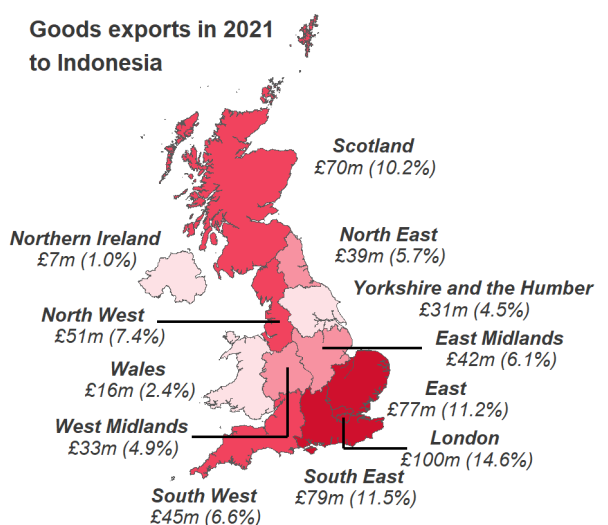 Goods exports in 2021
to Indonesia
Scotland
£70m (10.2%)
Northern Ireland
£7m (1.0%)
North East
£39m (5.7%)
Yorkshire and the Humber
£31m (4.5%)
North West
£51m (7.4%)
East Midlands
£42m (6.1%)
Wales
£16m (2.4%)
East
£77m (11.2%)
West Midlands
£33m (4.9%)
London
£100m (14.6%)
South East
£79m (11.5%)
South West
£45m (6.6%)